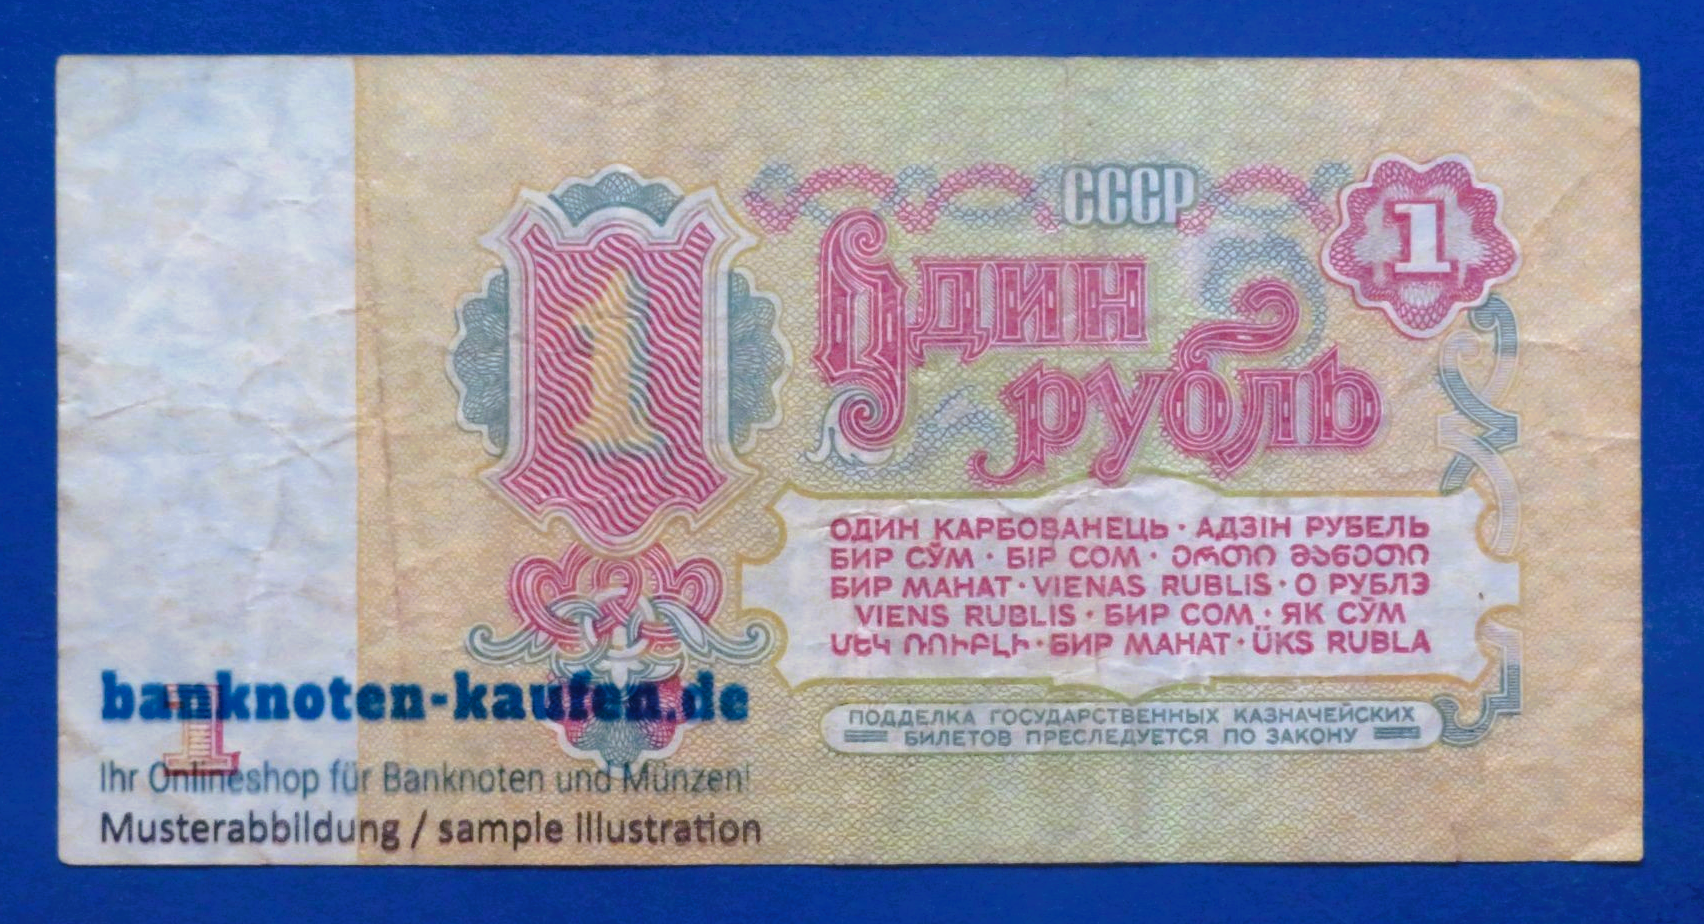 СССР
1
Один
рубль
1
ОДИН КАРБОВАНЕЦЬ · АДЗІН РУБЕЛЬ
БИР СЎМ · БІР СОМ · ერთი მანეთი
БИР МАНАТ · VIENAS RUBLIS · О РУБЛЭ
VIENS RUBLIS · БИР СОМ · ЯК СӮМ
ՄԵԿ ՌՈՒԲԼԻ · БИР МАНАТ · ÜKS RUBLA
ПОДДЕЛКА ГОСУДАРСТВЕННЫХ КАЗНАЧЕЙСКИХ
БИЛЕТОВ ПРЕСЛЕДУЕТСЯ ПО ЗАКОНУ
1
banknoten-kaufen.de
Ihr Onlineshop für Banknoten und Münzen!
Musterabbildung / sample Illustration